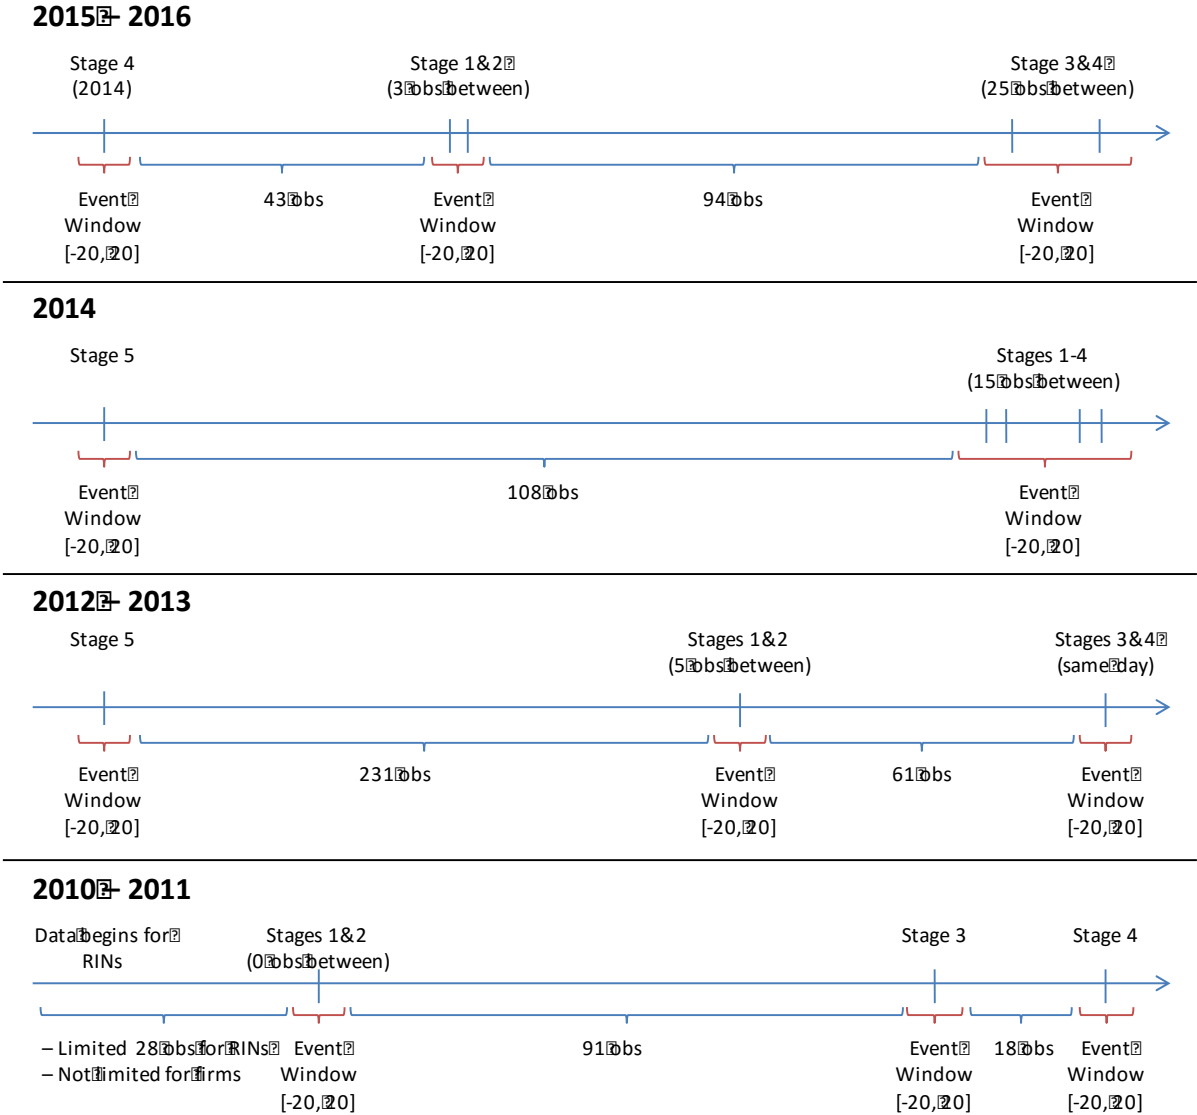 2015⍰– 2016
Stage 4
(2014)
Stage 1&2⍰
(3⍰obs⍰between)
Stage 3&4⍰
(25⍰obs⍰between)
Event⍰
Window
[-20,⍰20]
43⍰obs
Event⍰
Window
[-20,⍰20]
94⍰obs
Event⍰
Window
[-20,⍰20]
2014
Stage 5
Stages 1-4
(15⍰obs⍰between)
Event⍰
Window
[-20,⍰20]
108⍰obs
Event⍰
Window
[-20,⍰20]
2012⍰– 2013
Stage 5
Stages 1&2
(5⍰obs⍰between)
Stages 3&4⍰
(same⍰day)
Event⍰
Window
[-20,⍰20]
231⍰obs
Event⍰
Window
[-20,⍰20]
61⍰obs
Event⍰
Window
[-20,⍰20]
2010⍰– 2011
Data⍰begins for⍰
RINs
Stages 1&2
(0⍰obs⍰between)
Stage 3
Stage 4
– Limited 28⍰obs⍰for⍰RINs⍰
– Not⍰limited for⍰firms
Event⍰
Window
[-20,⍰20]
91⍰obs
Event⍰
Window
[-20,⍰20]
18⍰obs
Event⍰
Window
[-20,⍰20]